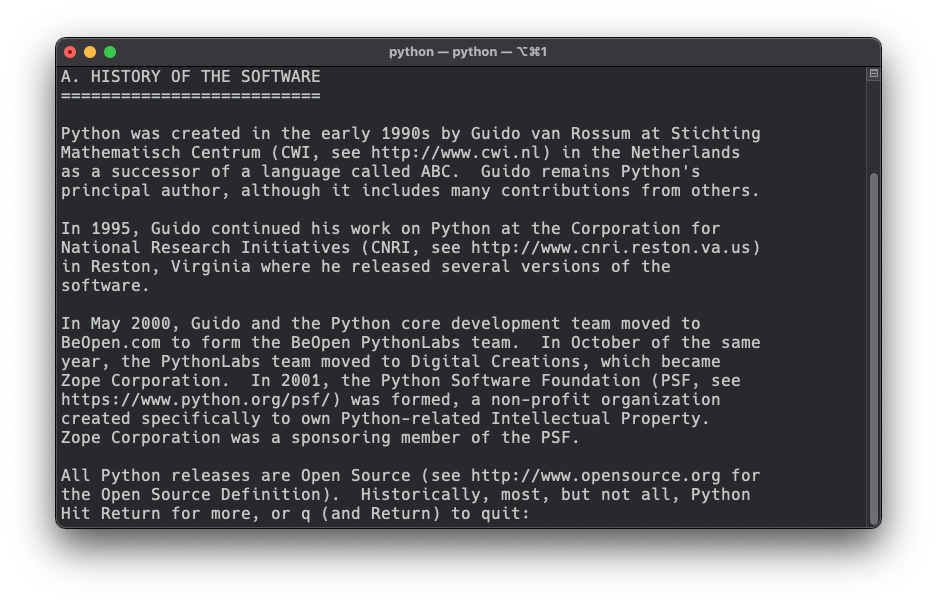 python — python — ⌥⌘1
A. HISTORY OF THE SOFTWARE
==========================
Python was created in the early 1990s by Guido van Rossum at Stichting
Mathematisch Centrum (CWI, see http://www.cwi.nl) in the Netherlands
as a successor of a language called ABC.  Guido remains Python's
principal author, although it includes many contributions from others.
In 1995, Guido continued his work on Python at the Corporation for
National Research Initiatives (CNRI, see http://www.cnri.reston.va.us)
in Reston, Virginia where he released several versions of the
software.
In May 2000, Guido and the Python core development team moved to
BeOpen.com to form the BeOpen PythonLabs team.  In October of the same
year, the PythonLabs team moved to Digital Creations, which became
Zope Corporation.  In 2001, the Python Software Foundation (PSF, see
https://www.python.org/psf/) was formed, a non-profit organization
created specifically to own Python-related Intellectual Property.
Zope Corporation was a sponsoring member of the PSF.
All Python releases are Open Source (see http://www.opensource.org for
the Open Source Definition).  Historically, most, but not all, Python
Hit Return for more, or q (and Return) to quit: